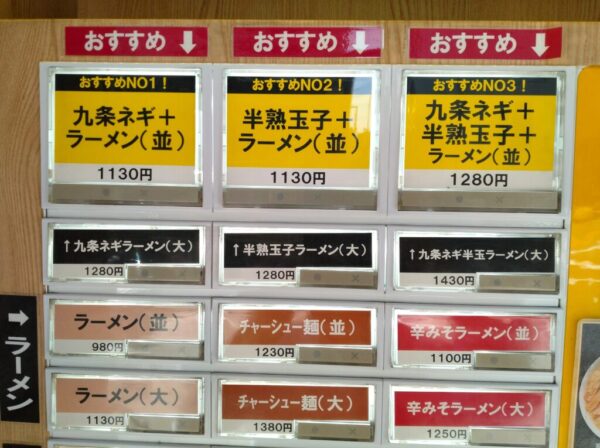 おすすめ ↓
おすすめ ↓
おすすめ ↓
おすすめNO1!
九条ネギ+
ラーメン(並)
1130円
おすすめNO2!
半熟玉子+
ラーメン(並)
1130円
おすすめNO3!
九条ネギ+
半熟玉子+
ラーメン(並)
1280円
↑九条ネギラーメン(大)
1280円
↑半熟玉子ラーメン(大)
1280円
↑九条ネギ半玉ラーメン(大)
1430円
→ラーメン
ラーメン(並)
980円
チャーシュー麺(並)
1230円
辛みそラーメン(並)
1100円
ラーメン(大)
1130円
チャーシュー麺(大)
1380円
辛みそラーメン(大)
1250円